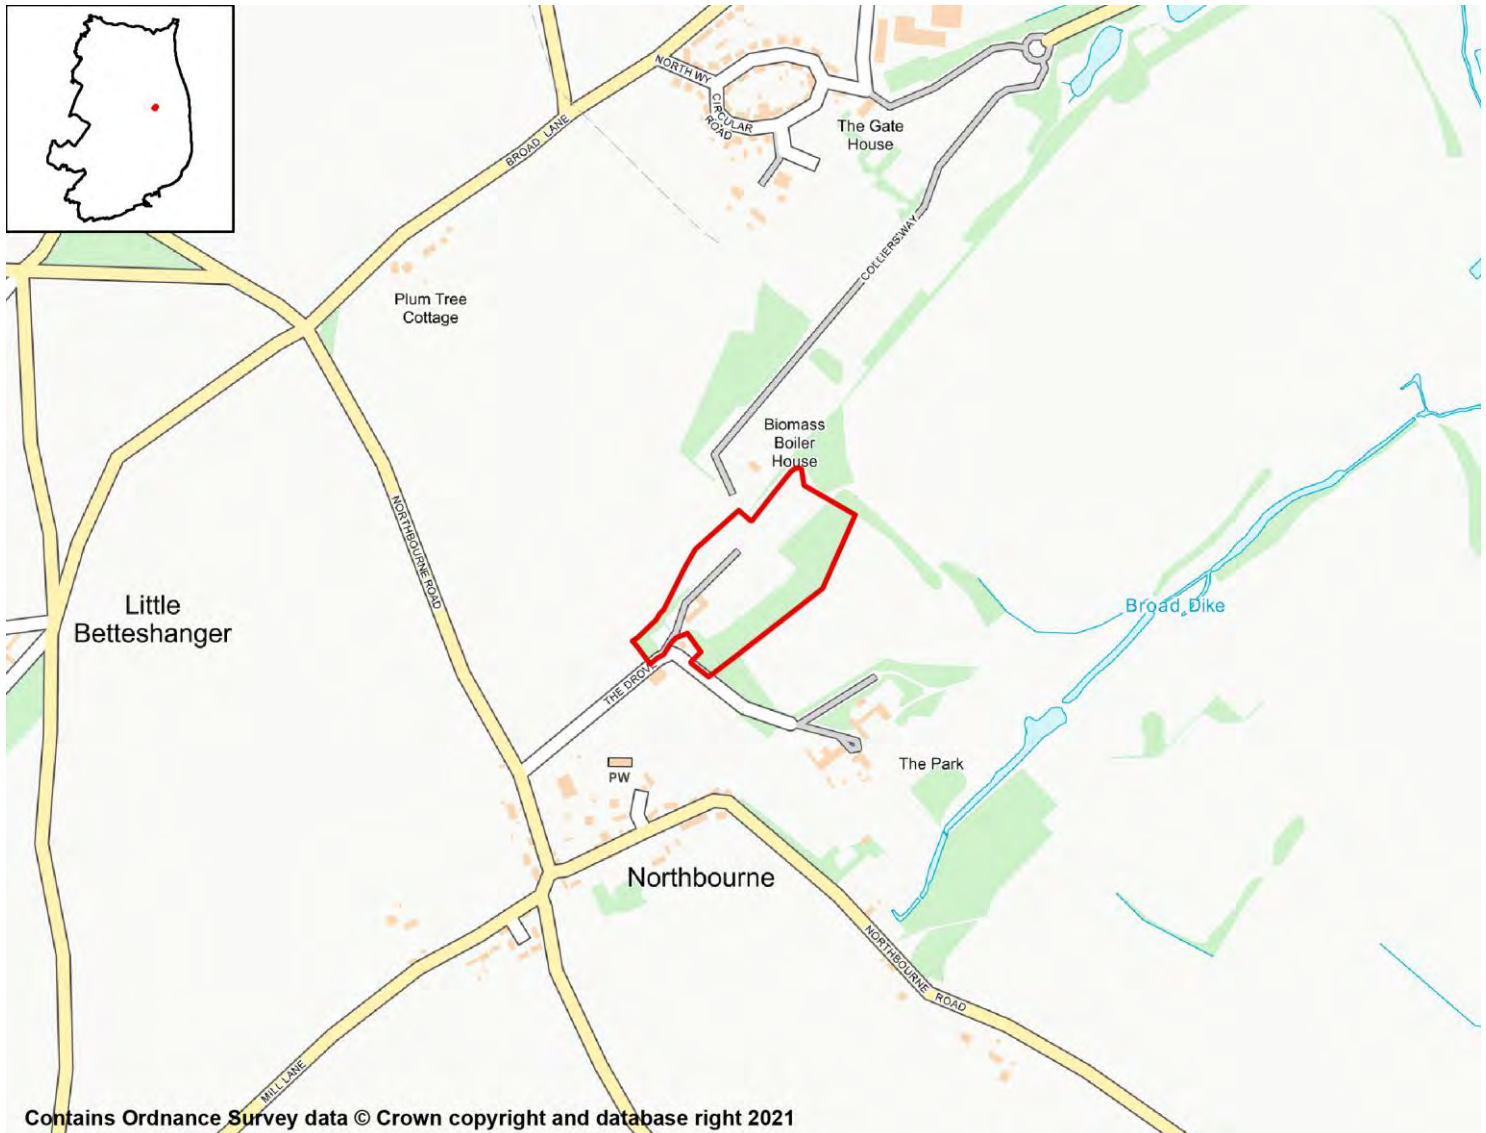 NORTH WY
CIRCULAR
ROAD
The Gate
House
BROAD LANE
COLLIERS WAY
Plum Tree
Cottage
Biomass
Boiler
House
NORTHBOURNE ROAD
Little
Betteshanger
Broad Dike
THE DROVE
PW
The Park
Northbourne
NORTHBOURNE ROAD
MILL LANE
Contains Ordnance Survey data © Crown copyright and database right 2021